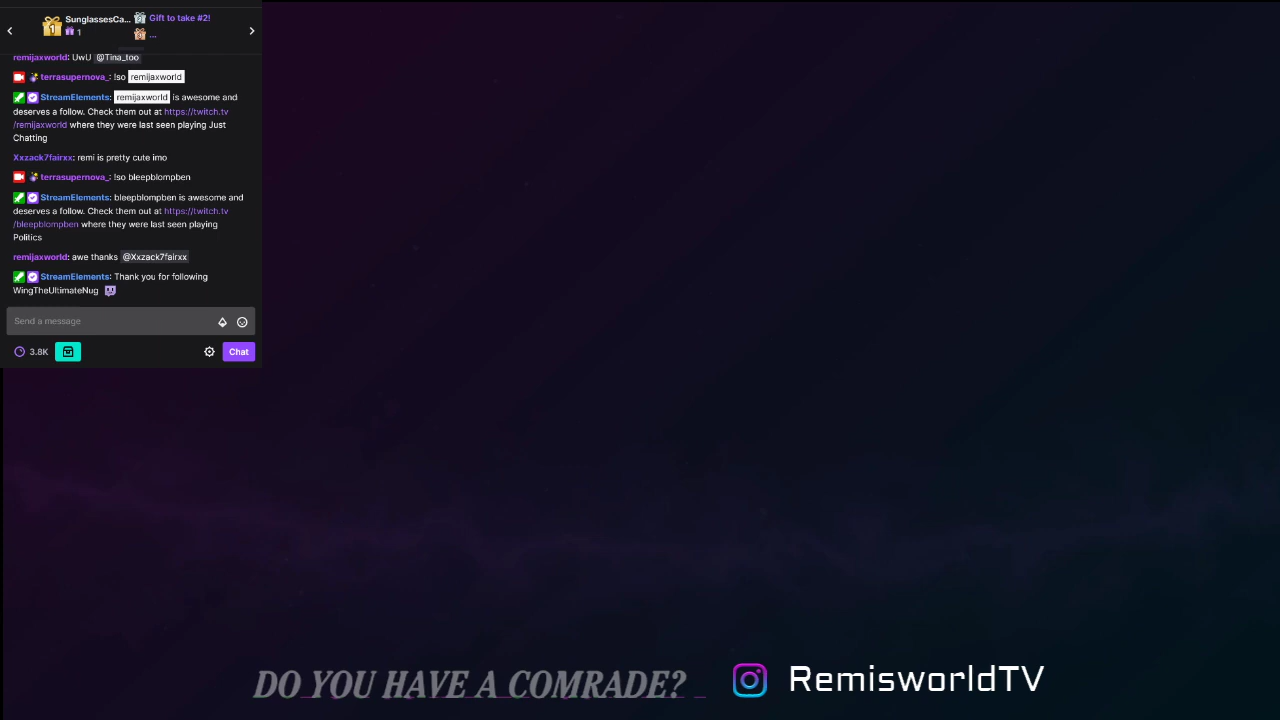 SunglassesCa...
1
1
2
Gift to take #2!
3
...
remijaxworld: UwU @Tina_too
terrasupernova_: !so remijaxworld
StreamElements: remijaxworld is awesome and
deserves a follow. Check them out at https://twitch.tv
/remijaxworld where they were last seen playing Just
Chatting
Xxzack7fairxx: remi is pretty cute imo
terrasupernova_: !so bleepblompben
StreamElements: bleepblompben is awesome and
deserves a follow. Check them out at https://twitch.tv
/bleepblompben where they were last seen playing
Politics
remijaxworld: awe thanks @Xxzack7fairxx
StreamElements: Thank you for following
WingTheUltimateNug
Send a message
3.8K
Chat
DO YOU HAVE A COMRADE?
RemisworldTV